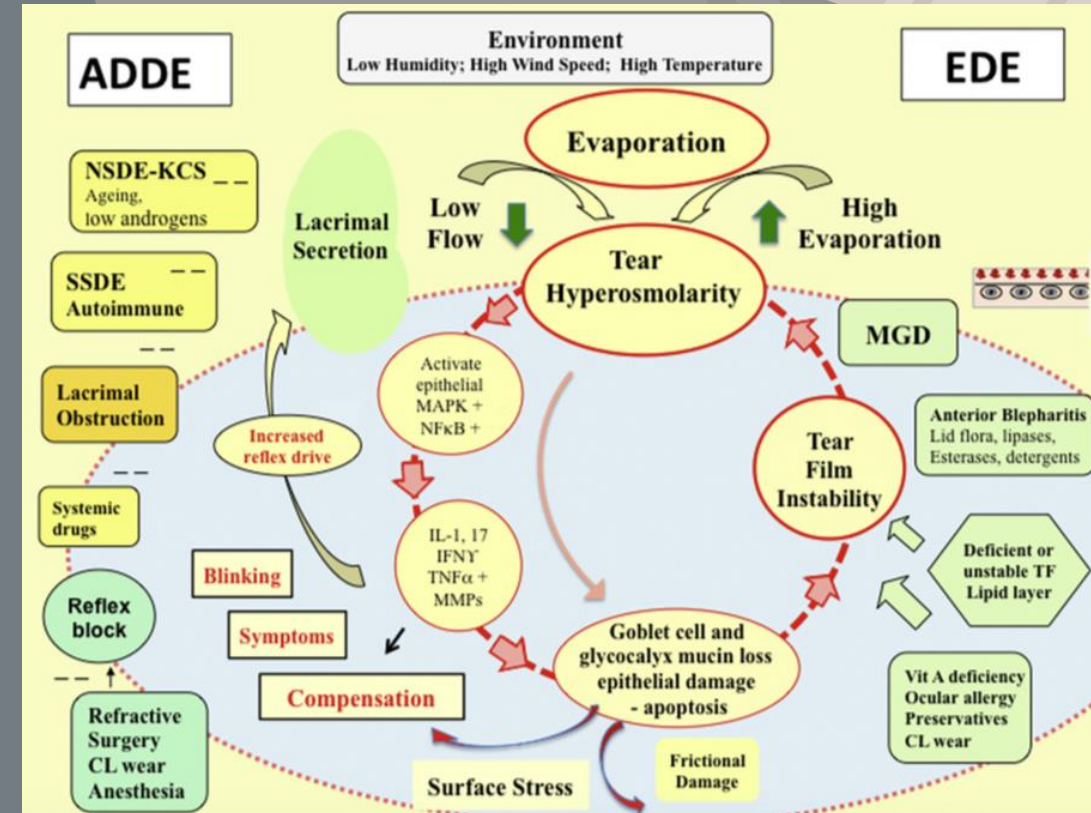 ADDE
Environment
Low Humidity; High Wind Speed; High Temperature
EDE
Evaporation
NSDE-KCS _ _
Ageing,
low androgens
Lacrimal
Secretion
Low
Flow
High
Evaporation
Tear
Hyperosmolarity
SSDE _ _
Autoimmune
MGD
_ _
Lacrimal
Obstruction
Activate
epithelial
MAPK +
NFκB +
Anterior Blepharitis
Lid flora, lipases,
Esterases, detergents
Increased
reflex drive
Tear
Film
Instability
_ _
Systemic
drugs
IL-1, 17
IFNϒ
TNFα +
MMPs
Deficient or
unstable TF
Lipid layer
Blinking
Reflex
block
Symptoms
Goblet cell and
glycocalyx mucin loss
epithelial damage
- apoptosis
_ _
Compensation
Vit A deficiency
Ocular allergy
Preservatives
CL wear
Refractive
Surgery
CL wear
Anesthesia
Surface Stress
Frictional
Damage